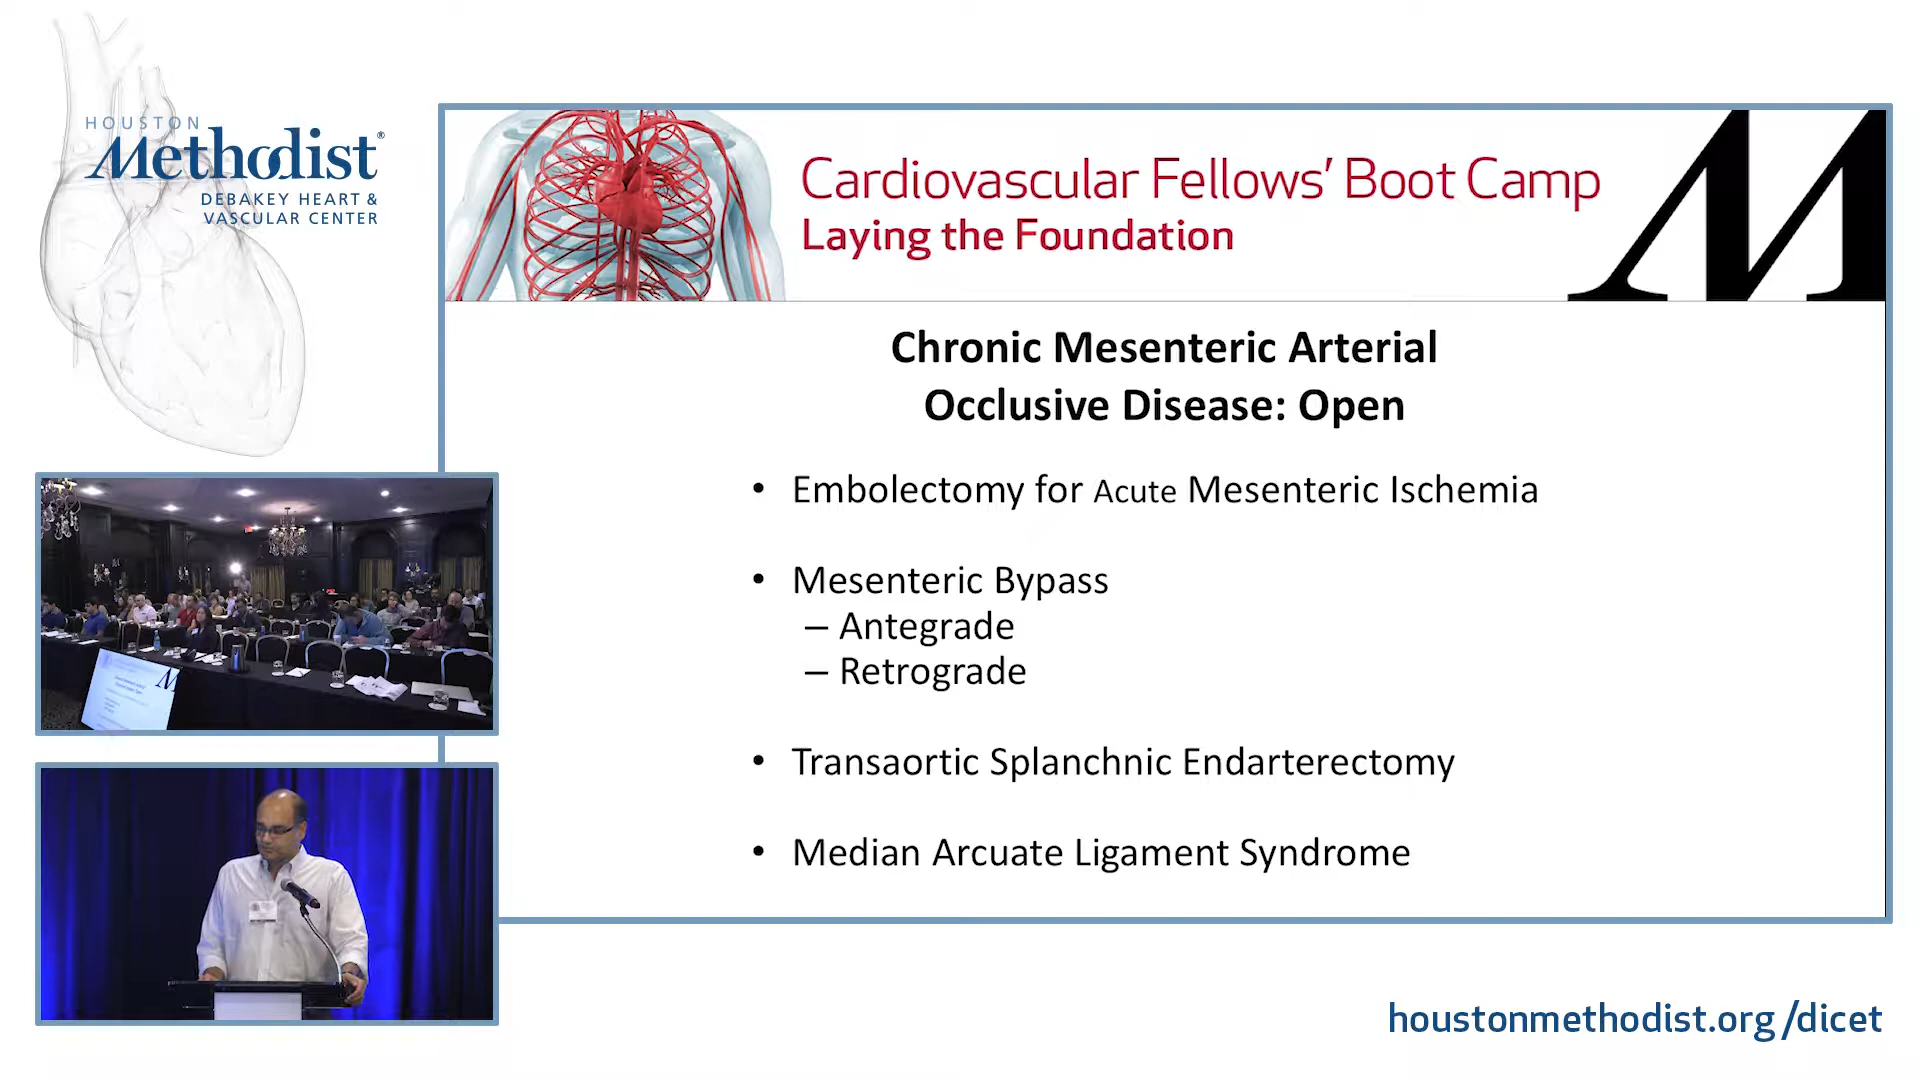 HOUSTON
Methodist®
DEBAKEY HEART &
VASCULAR CENTER
Cardiovascular Fellows’ Boot Camp
Laying the Foundation
M
Chronic Mesenteric Arterial
Occlusive Disease: Open
• Embolectomy for Acute Mesenteric Ischemia
• Mesenteric Bypass
– Antegrade
– Retrograde
• Transaortic Splanchnic Endarterectomy
• Median Arcuate Ligament Syndrome
houstonmethodist.org/dicet